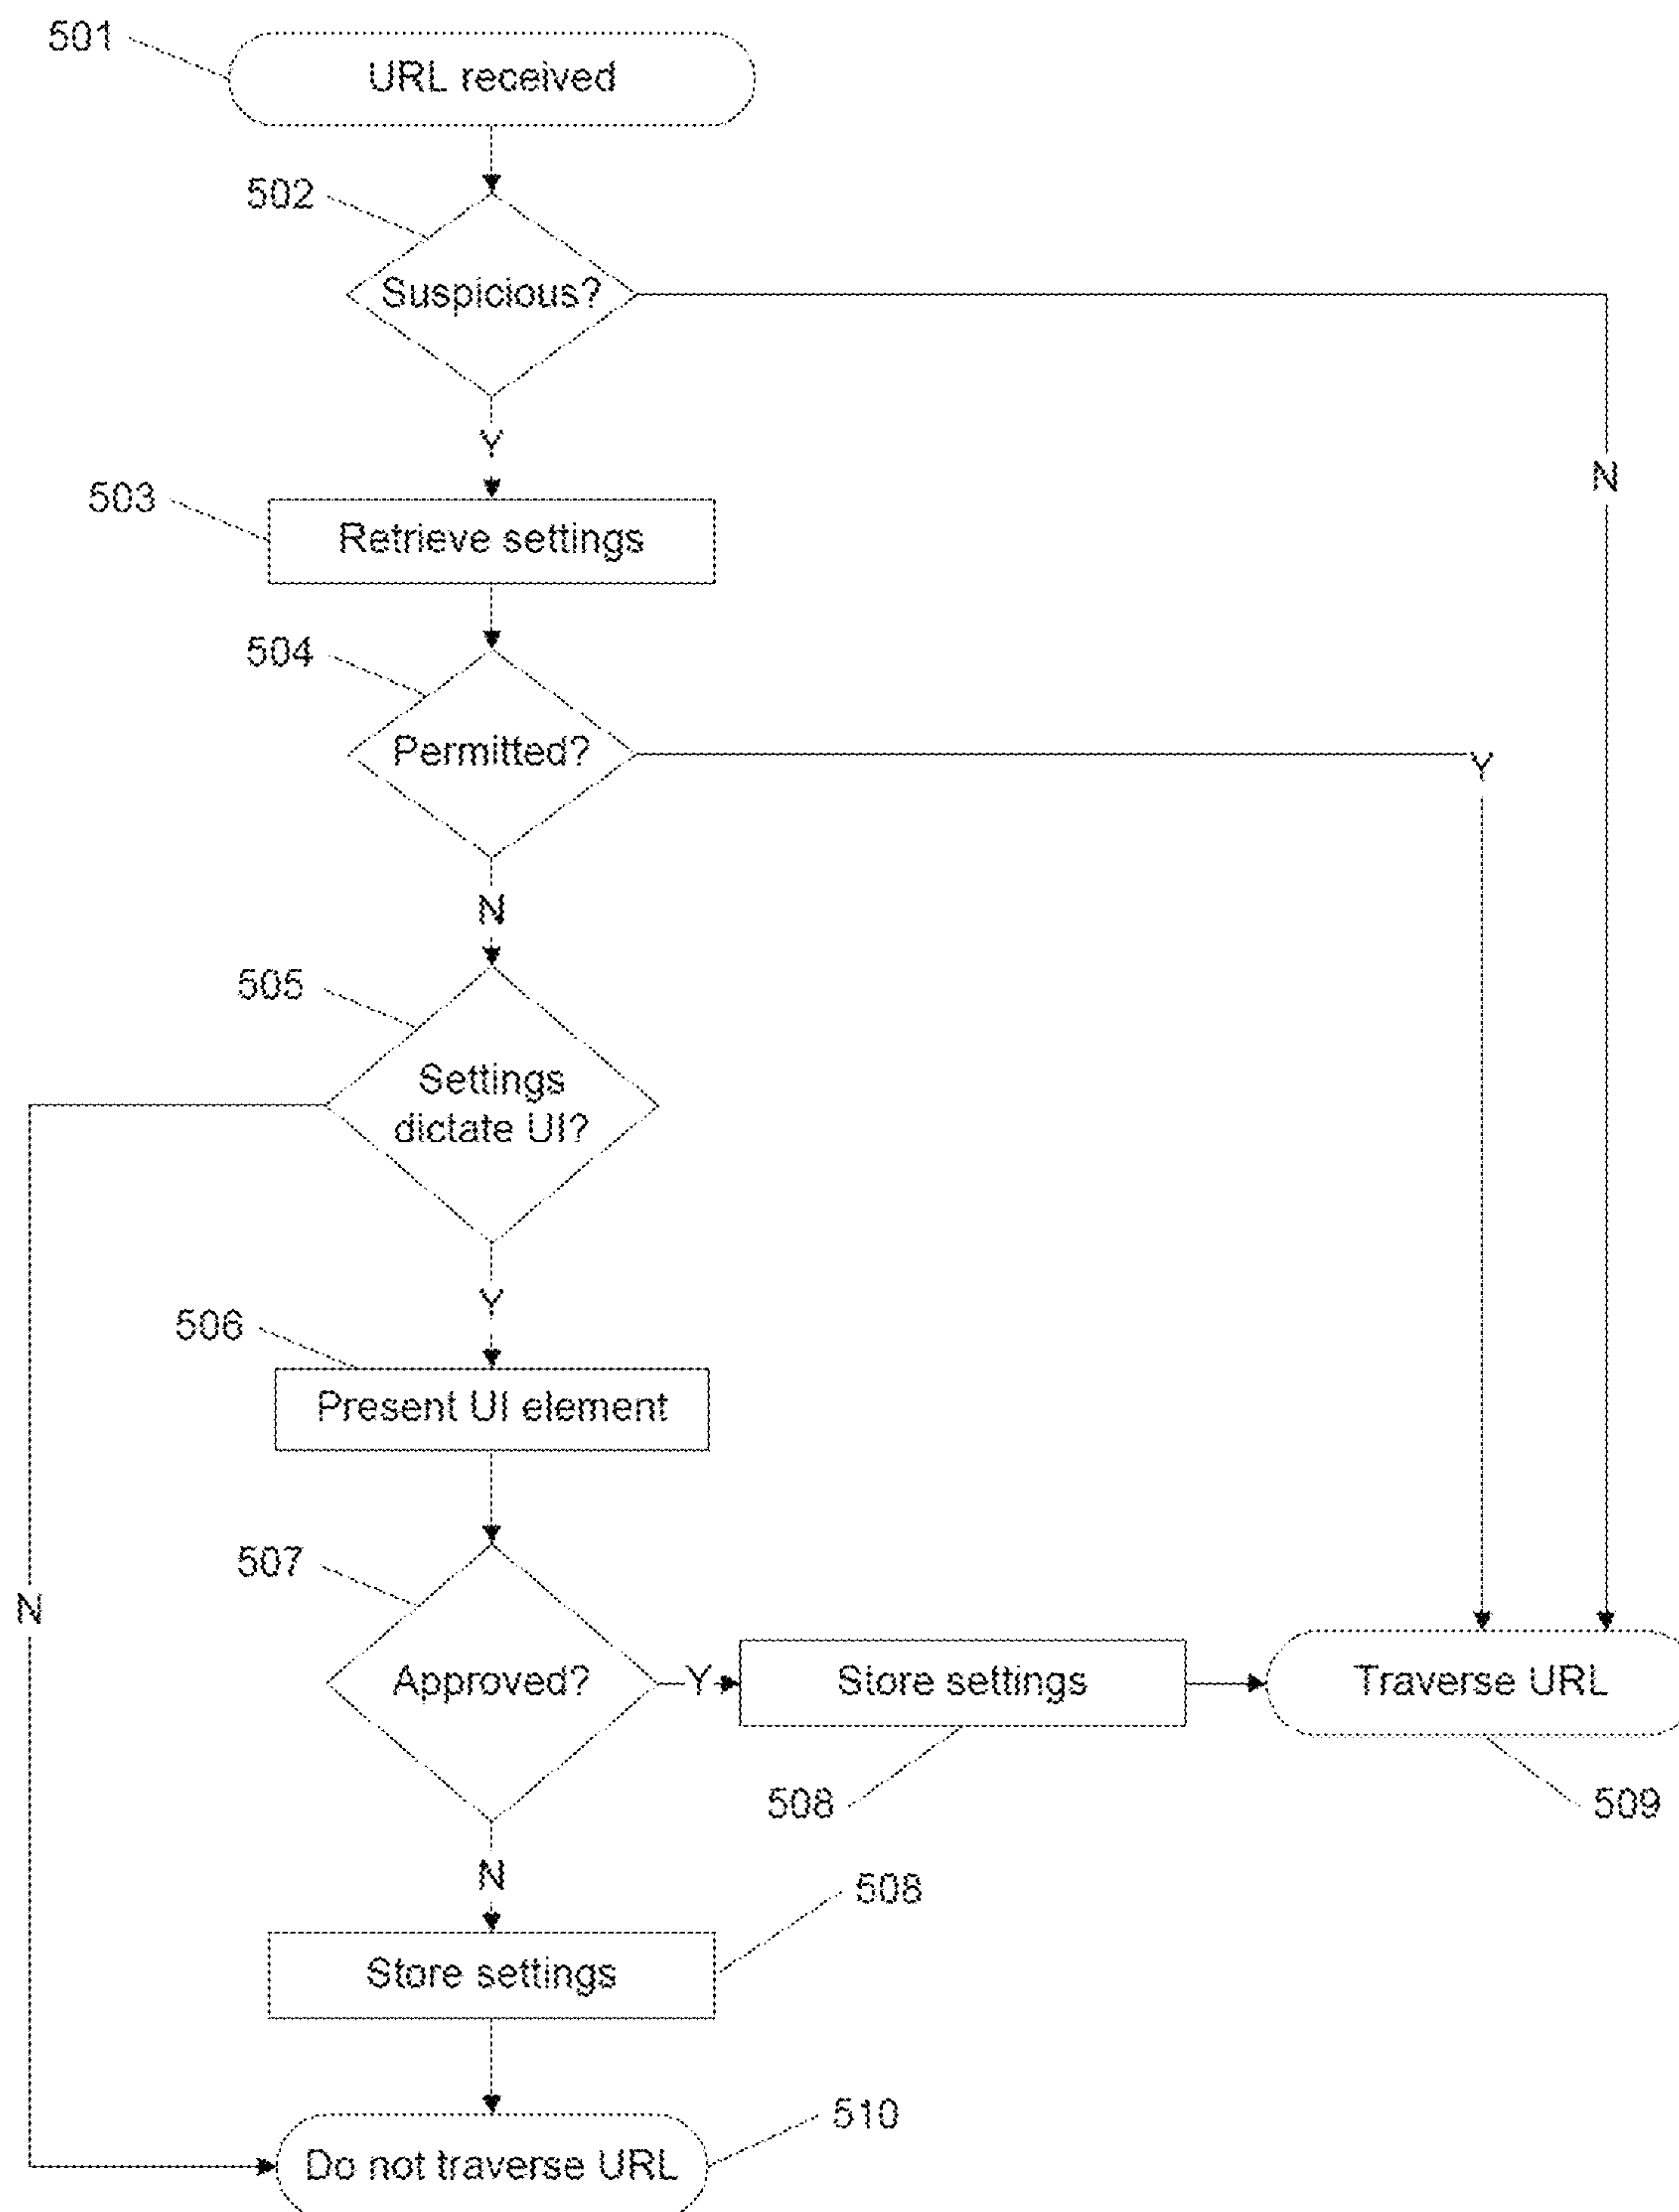 501
URL received
502
Suspicious?
Y
N
503
Retrieve settings
504
Permitted?
Y
N
505
Settings
dictate UI?
Y
506
Present UI element
507
N
Approved?
Y
Store settings
Traverse URL
508
509
N
508
Store settings
510
Do not traverse URL